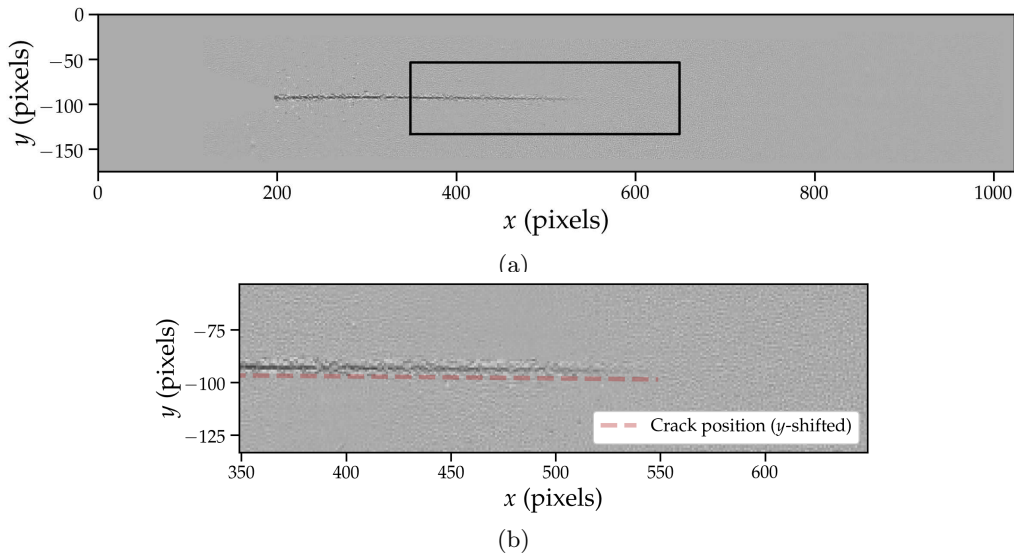 0
−50
−100
−150
y (pixels)
0 200 400 600 800 1000
x (pixels)
(a)
−75
−100
−125
y (pixels)
Crack position (y-shifted)
350 400 450 500 550 600
x (pixels)
(b)